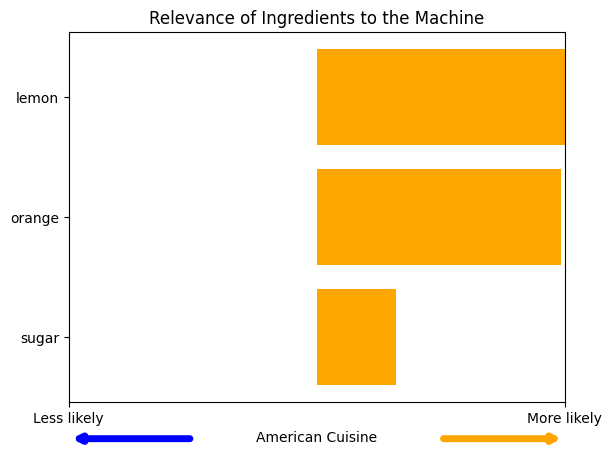 Relevance of Ingredients to the Machine
lemon
orange
sugar
Less likely
More likely
American Cuisine